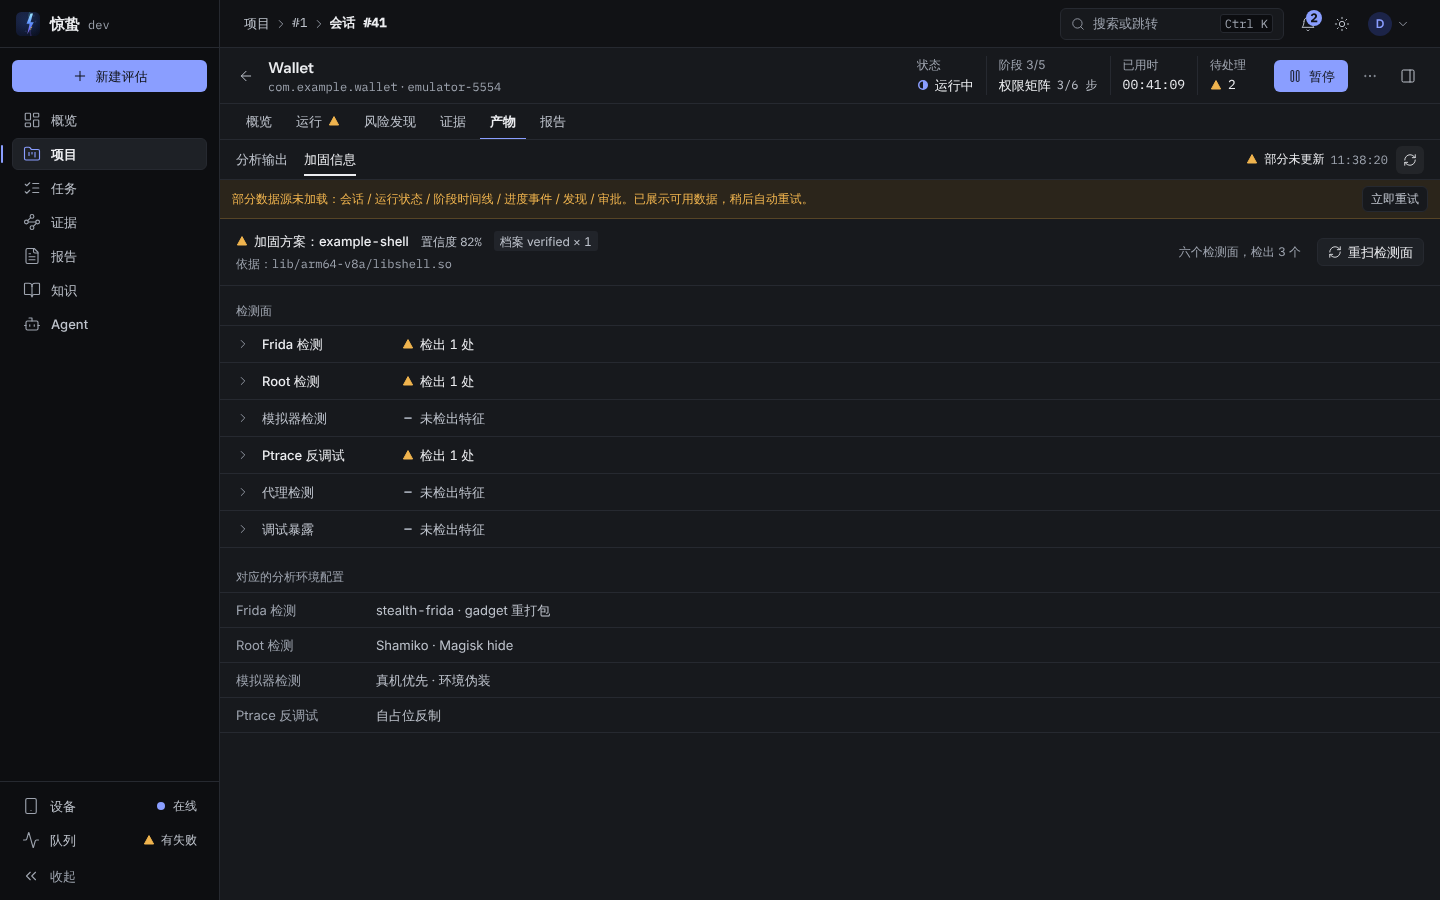 惊蛰 dev
项目 > #1 > 会话 #41
搜索或跳转 Ctrl K
2
D
新建评估
概览
项目
任务
证据
报告
知识
Agent
设备 在线
队列 有失败
收起
Wallet
com.example.wallet · emulator-5554
状态
运行中
阶段 3/5
权限矩阵 3/6 步
已用时
00:41:09
待处理
2
暂停
概览 运行 风险发现 证据 产物 报告
分析输出 加固信息
部分未更新 11:38:20
部分数据源未加载：会话 / 运行状态 / 阶段时间线 / 进度事件 / 发现 / 审批。已展示可用数据，稍后自动重试。
立即重试
加固方案：example-shell 置信度 82% 档案 verified × 1
依据：lib/arm64-v8a/libshell.so
六个检测面，检出 3 个
重扫检测面
检测面
Frida 检测 检出 1 处
Root 检测 检出 1 处
模拟器检测 – 未检出特征
Ptrace 反调试 检出 1 处
代理检测 – 未检出特征
调试暴露 – 未检出特征
对应的分析环境配置
Frida 检测 stealth-frida · gadget 重打包
Root 检测 Shamiko · Magisk hide
模拟器检测 真机优先 · 环境伪装
Ptrace 反调试 自占位反制